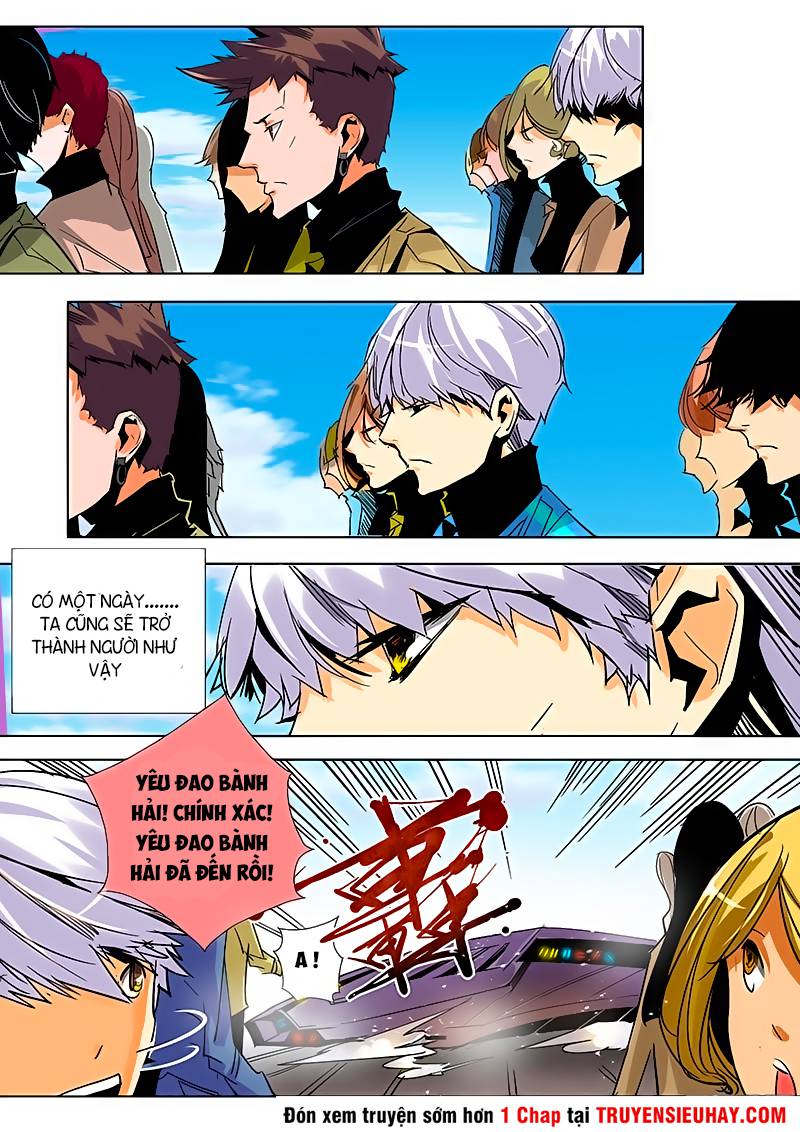 CÓ MỘT NGÀY.......
TA CŨNG SẼ TRỞ
THÀNH NGƯỜI NHƯ
VẬY
YÊU ĐAO BÀNH
HẢI! CHÍNH XÁC!
YÊU ĐAO BÀNH
HẢI ĐÃ ĐẾN RỒI!
轟
A!
Đón xem truyện sớm hơn 1 Chap tại TRUYENSIEUHAY.COM